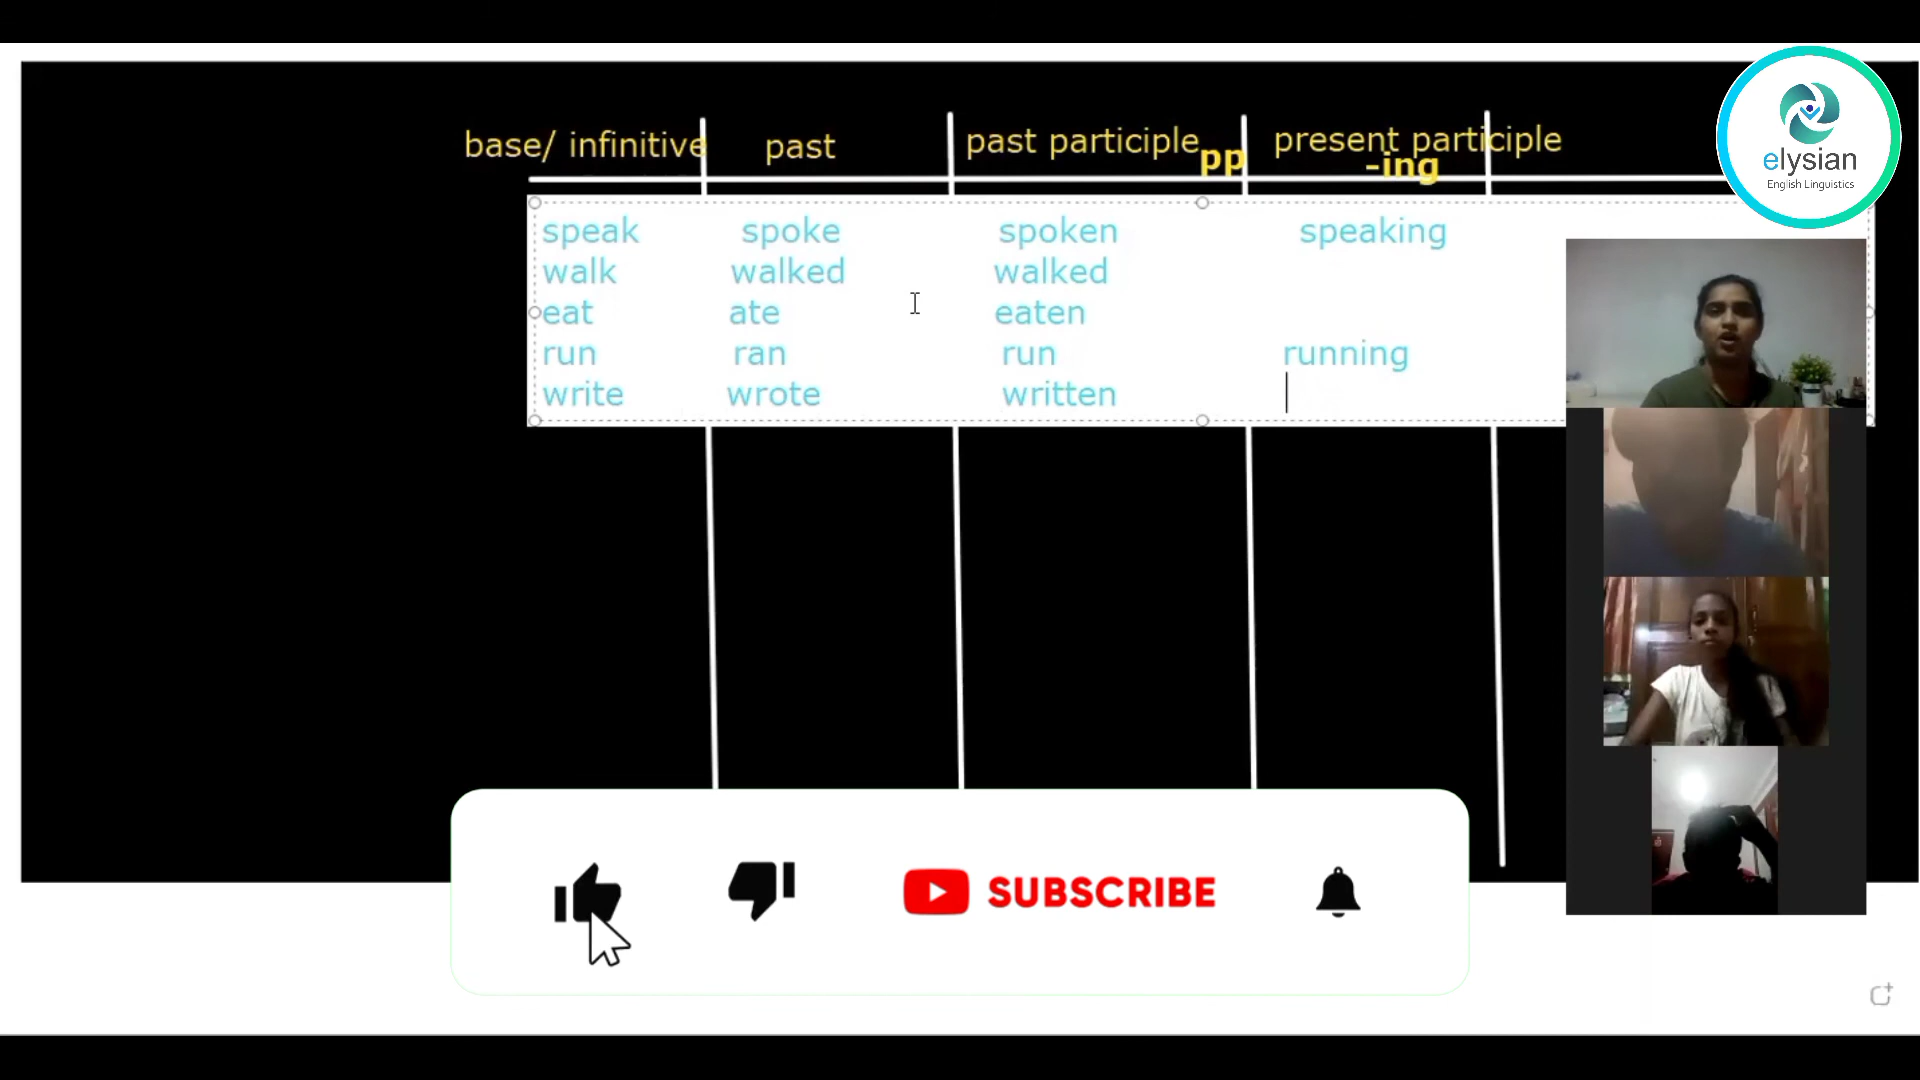 base/ infinitive past past participle pp present participle
-ing
elysian
English Linguistics
speak spoke spoken speaking
walk walked walked
eat ate eaten
run ran run running
write wrote written
SUBSCRIBE